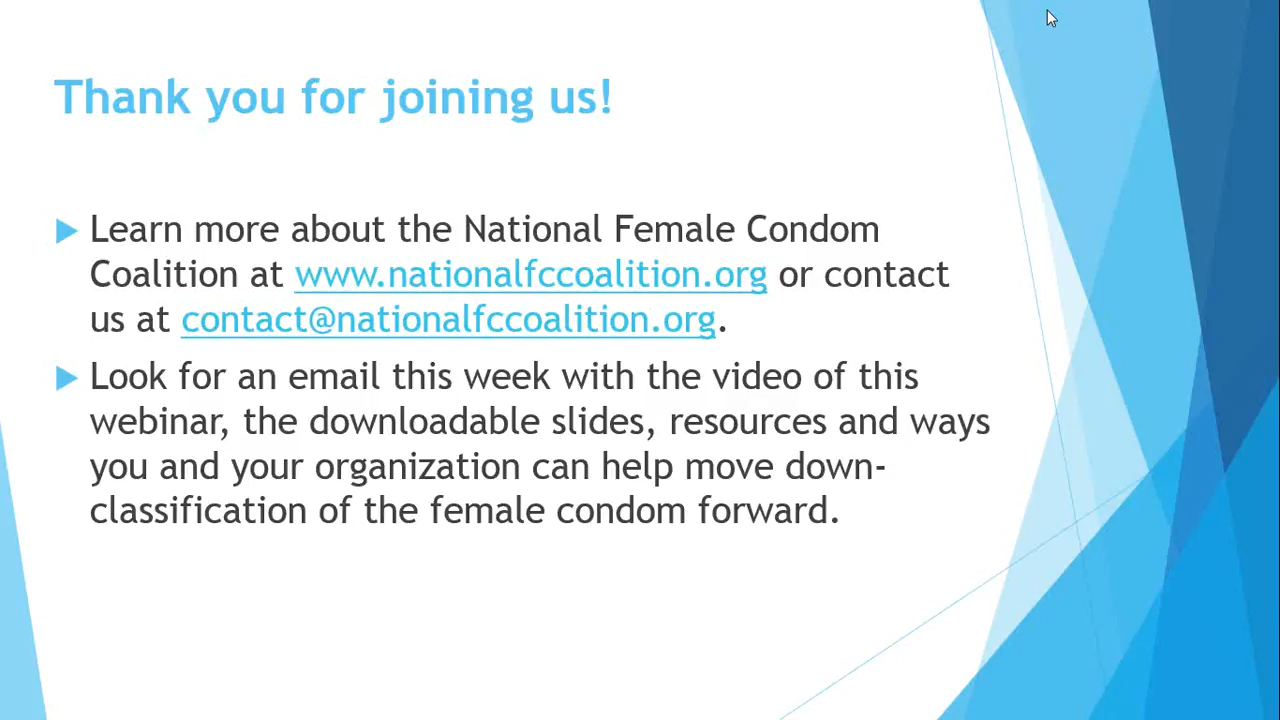 Thank you for joining us!
Learn more about the National Female Condom
Coalition at www.nationalfccoalition.org or contact
us at contact@nationalfccoalition.org.
Look for an email this week with the video of this
webinar, the downloadable slides, resources and ways
you and your organization can help move down-
classification of the female condom forward.